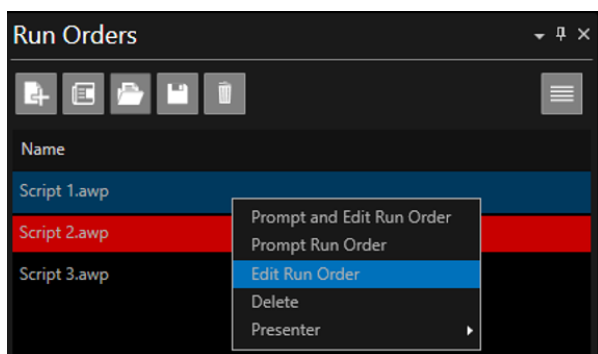 Run Orders
Name
Script 1.awp
Script 2.awp
Script 3.awp
Prompt and Edit Run Order
Prompt Run Order
Edit Run Order
Delete
Presenter